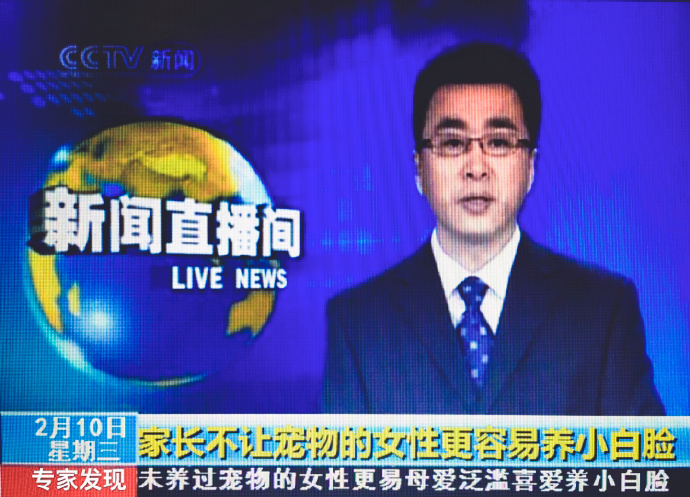 CCTV 新闻
新闻直播间
LIVE NEWS
2月10日
星期二
家长不让宠物的女性更容易养小白脸
专家发现
未养过宠物的女性更易母爱泛滥喜爱养小白脸